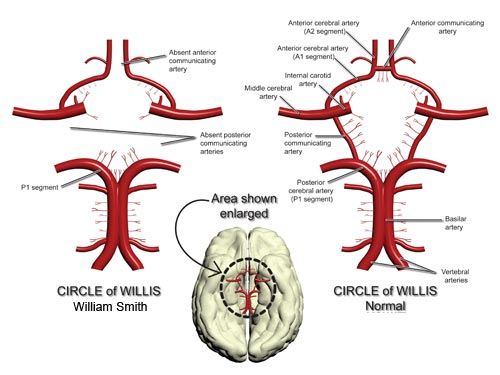 Absent anterior
communicating
artery
Absent posterior
communicating
arteries
P1 segment
CIRCLE of WILLIS
William Smith
Area shown
enlarged
Anterior cerebral artery
(A2 segment)
Anterior communicating
artery
Anterior cerebral artery
(A1 segment)
Internal carotid
artery
Middle cerebral
artery
Posterior
communicating
artery
Posterior
cerebral artery
(P1 segment)
Basilar
artery
Vertebral
arteries
CIRCLE of WILLIS
Normal